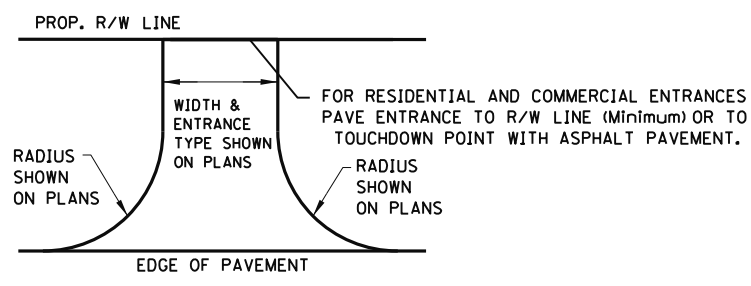 PROP. R/W LINE
FOR RESIDENTIAL AND COMMERCIAL ENTRANCES
PAVE ENTRANCE TO R/W LINE (Minimum) OR TO
TOUCHDOWN POINT WITH ASPHALT PAVEMENT.
WIDTH &
ENTRANCE
TYPE SHOWN
ON PLANS
RADIUS
SHOWN
ON PLANS
RADIUS
SHOWN
ON PLANS
EDGE OF PAVEMENT